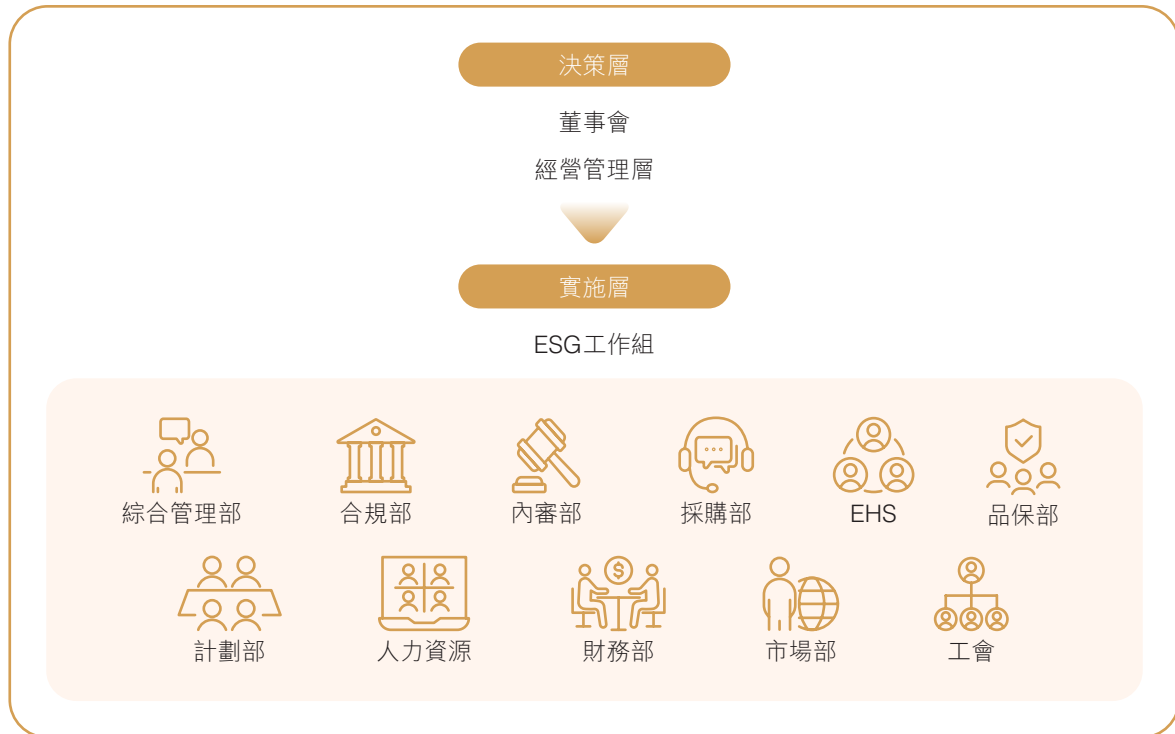 決策層
董事會
經營管理層
實施層
ESG工作組
綜合管理部 合規部 內審部 採購部 EHS 品保部
計劃部 人力資源 財務部 市場部 工會